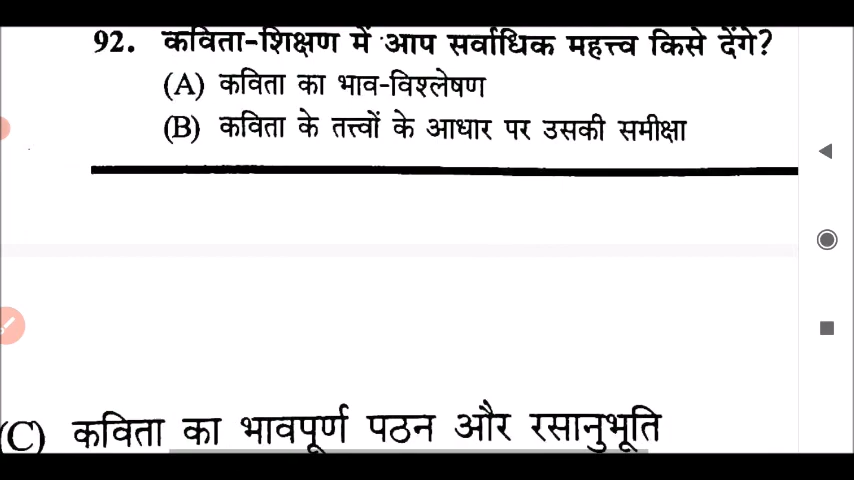 92. कविता-शिक्षण में आप सर्वाधिक महत्त्व किसे देंगे?
(A) कविता का भाव-विश्लेषण
(B) कविता के तत्त्वों के आधार पर उसकी समीक्षा
(C) कविता का भावपूर्ण पठन और रसानुभूति